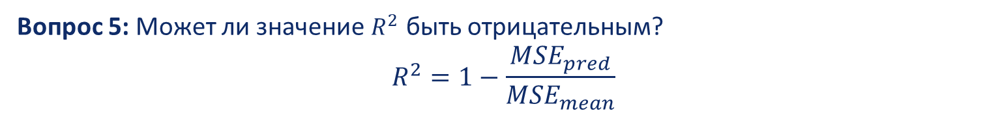 Вопрос 5: Может ли значение R² быть отрицательным?
R² = 1 − MSE_pred / MSE_mean